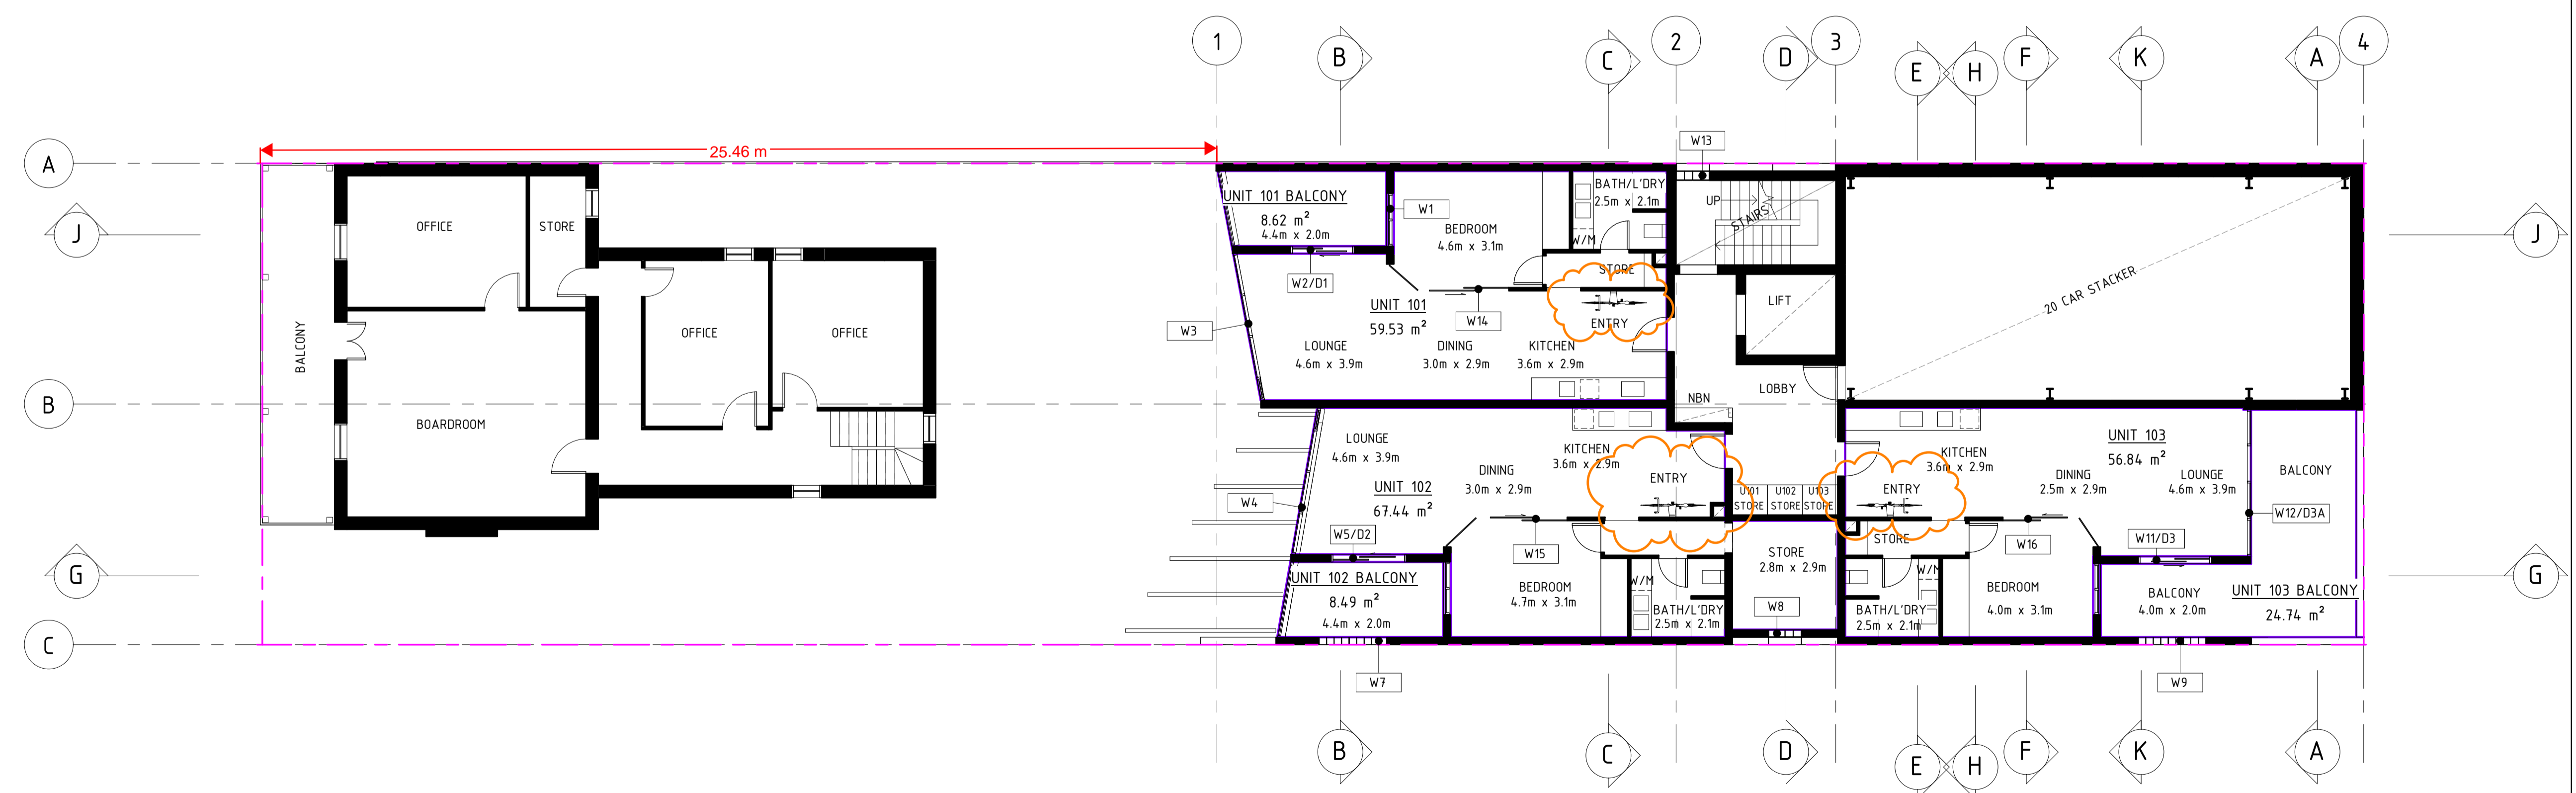 1
B
C
2
D
3
E
H
F
K
A
4
A
25.46 m
W13
J
OFFICE
STORE
UNIT 101 BALCONY
8.62 m²
4.4m x 2.0m
W1
BEDROOM
4.6m x 3.1m
BATH/L'DRY
2.5m x 2.1m
W/M
UP
STAIRS
J
BALCONY
OFFICE
OFFICE
W3
W2/D1
UNIT 101
59.53 m²
W14
STORE
ENTRY
LIFT
20 CAR STACKER
LOUNGE
4.6m x 3.9m
DINING
3.0m x 2.9m
KITCHEN
3.6m x 2.9m
B
BOARDROOM
NBN
LOBBY
LOUNGE
4.6m x 3.9m
KITCHEN
3.6m x 2.9m
DINING
3.0m x 2.9m
ENTRY
UNIT 102
67.44 m²
W4
U101
STORE
U102
STORE
U103
STORE
KITCHEN
3.6m x 2.9m
ENTRY
UNIT 103
56.84 m²
DINING
2.5m x 2.9m
LOUNGE
4.6m x 3.9m
BALCONY
W12/D3A
W5/D2
W15
STORE
W16
W11/D3
G
UNIT 102 BALCONY
8.49 m²
4.4m x 2.0m
BEDROOM
4.7m x 3.1m
W/M
BATH/L'DRY
2.5m x 2.1m
STORE
2.8m x 2.9m
W8
W/M
BATH/L'DRY
2.5m x 2.1m
BEDROOM
4.0m x 3.1m
BALCONY
4.0m x 2.0m
UNIT 103 BALCONY
24.74 m²
G
C
W7
W9
B
C
D
E
H
F
K
A